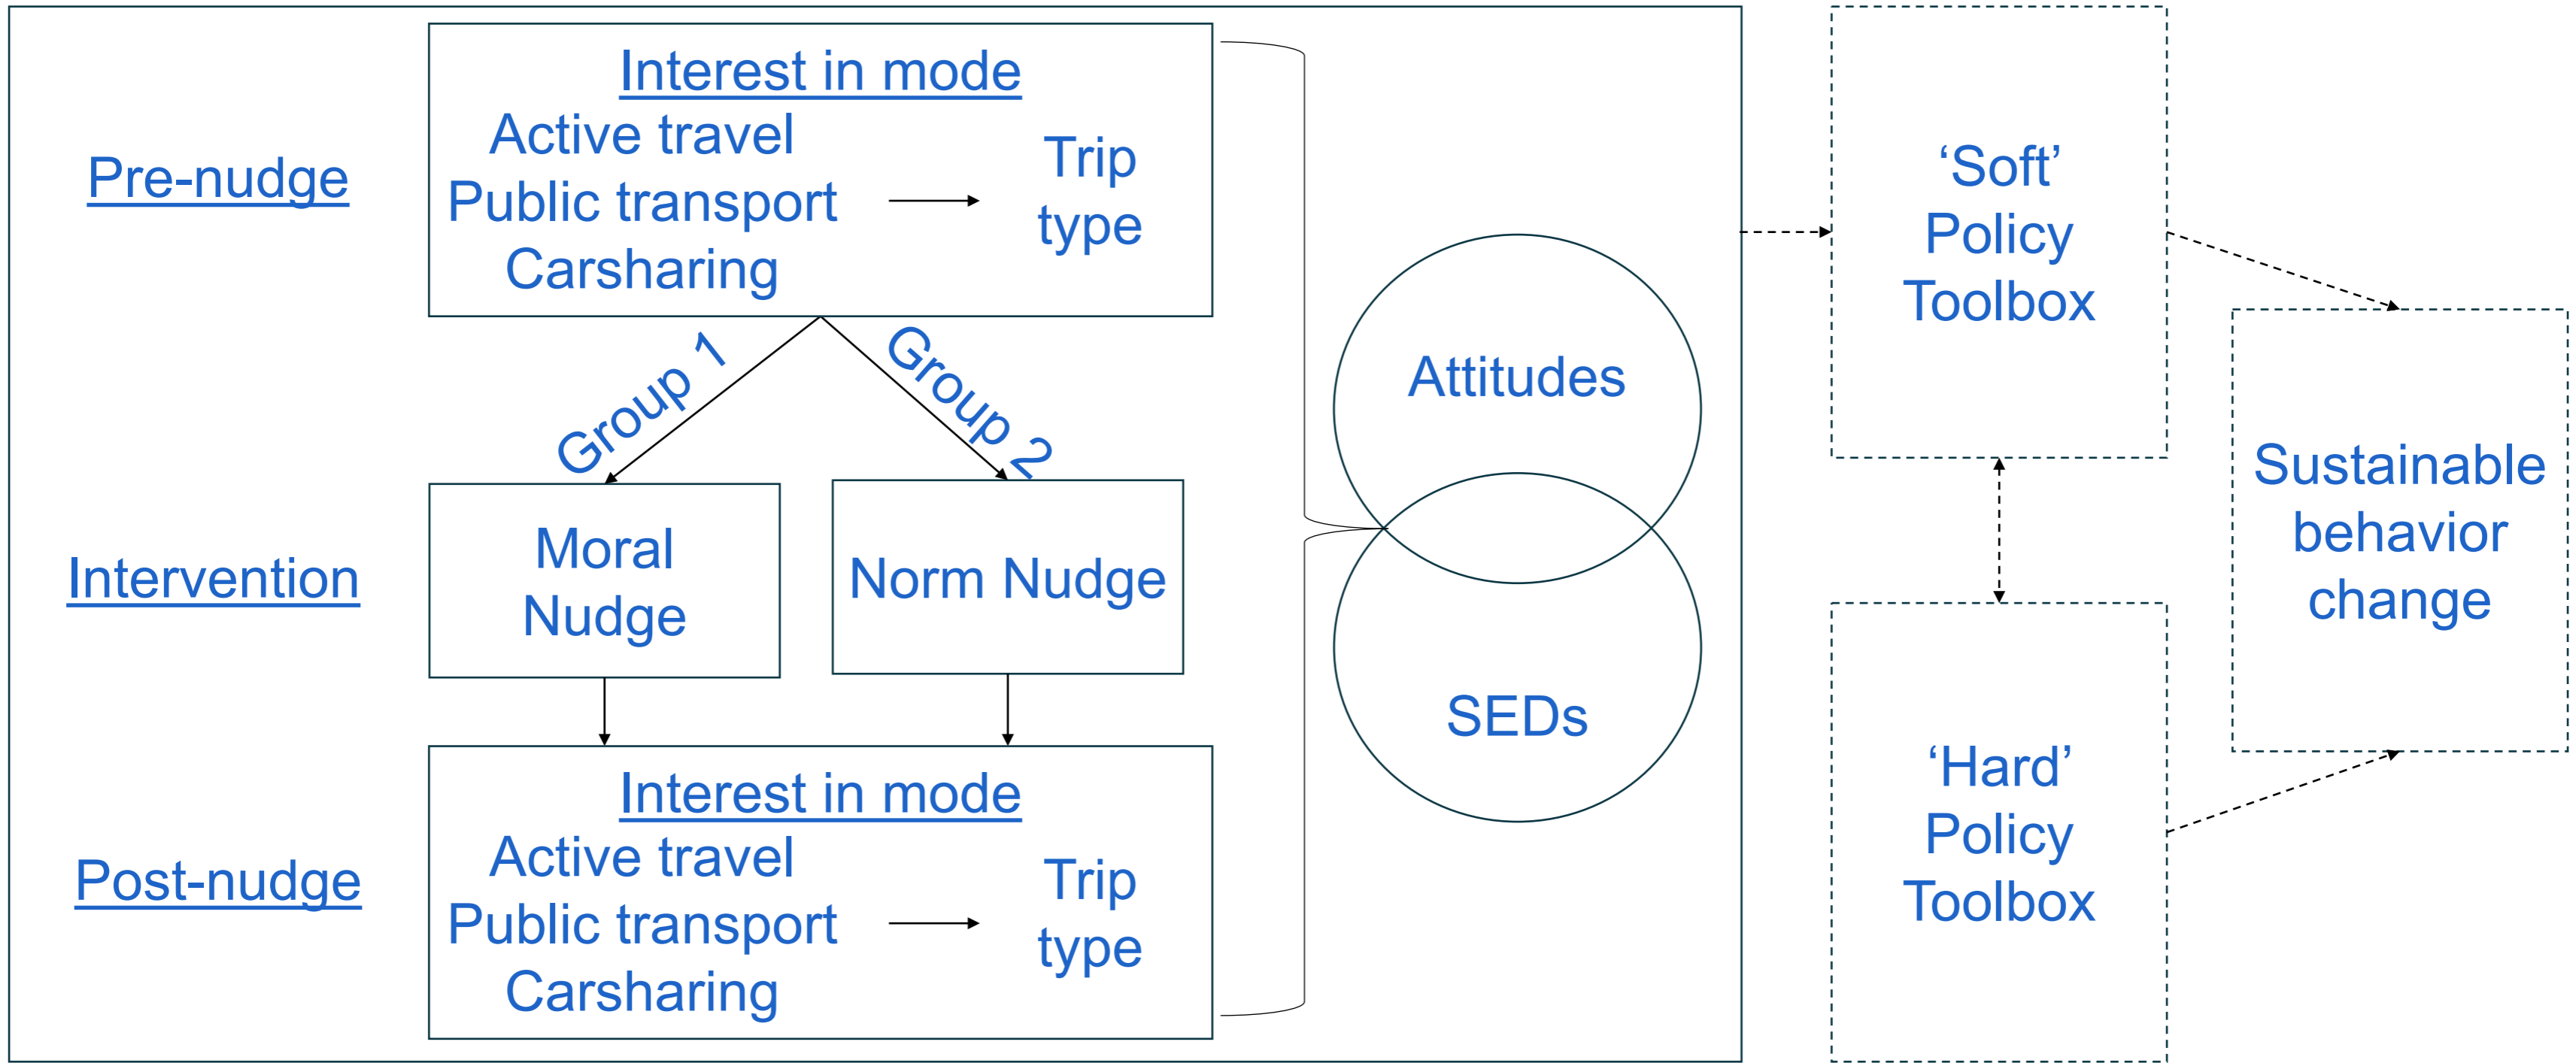 Pre-nudge
Interest in mode
Active travel
Public transport
Carsharing
Trip
type
Group 1
Group 2
Intervention
Moral
Nudge
Norm Nudge
Post-nudge
Interest in mode
Active travel
Public transport
Carsharing
Trip
type
Attitudes
SEDs
‘Soft’
Policy
Toolbox
‘Hard’
Policy
Toolbox
Sustainable
behavior
change